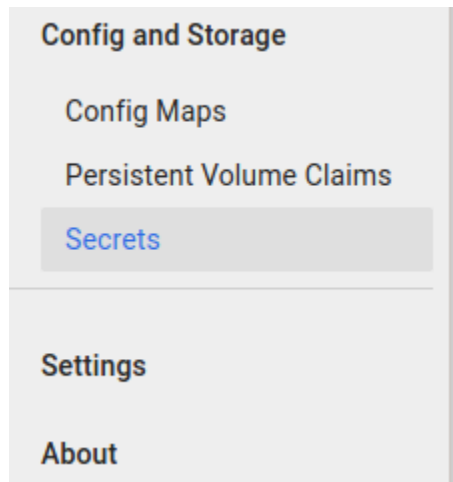 Config and Storage
Config Maps
Persistent Volume Claims
Secrets
Settings
About